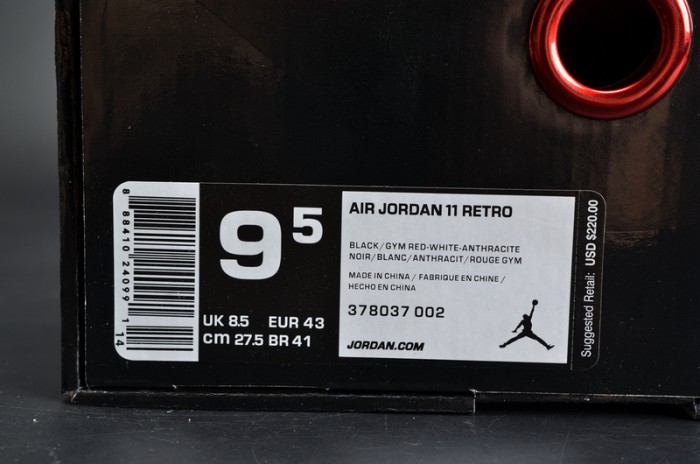 8 88410 24099 1 14
9 5
UK 8.5 EUR 43
cm 27.5 BR 41
AIR JORDAN 11 RETRO
BLACK/GYM RED-WHITE-ANTHRACITE
NOIR/BLANC/ANTHRACIT/ROUGE GYM
MADE IN CHINA / FABRIQUE EN CHINE /
HECHO EN CHINA
378037 002
JORDAN.COM
Suggested Retail: USD $220.00